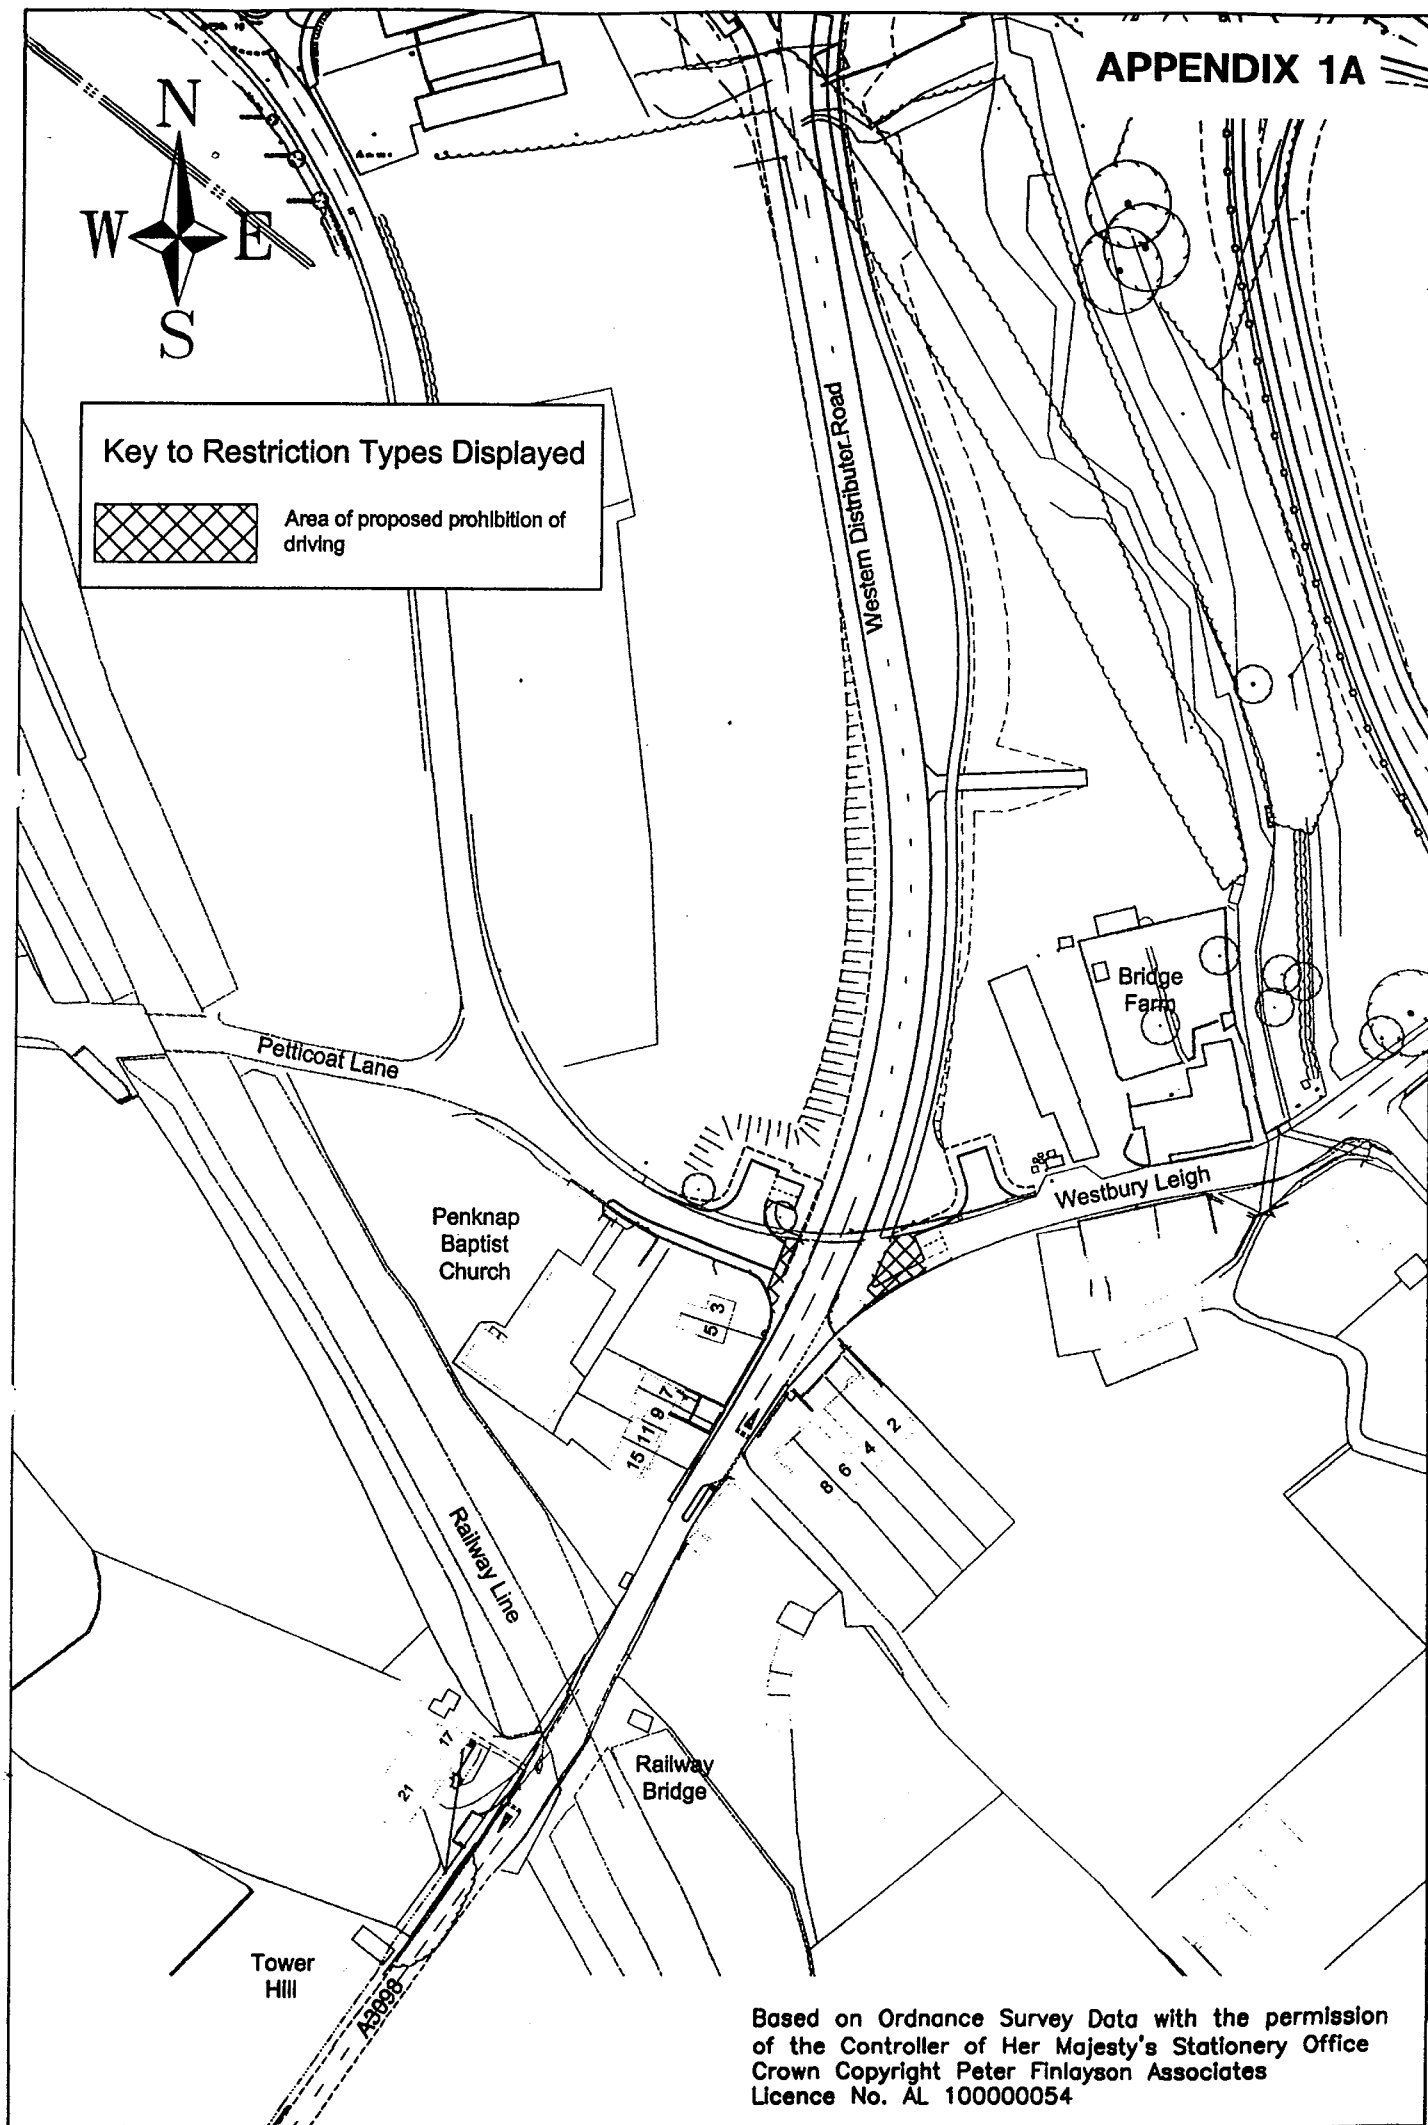 APPENDIX 1A
N
W E
S
Key to Restriction Types Displayed
Area of proposed prohibition of
driving
Western Distributor Road
Bridge
Farm
Petticoat Lane
Westbury Leigh
Penknap
Baptist
Church
3
5
7
9
11
15
2
4
6
8
Railway Line
17
21
Railway
Bridge
Tower
Hill
A3098
Based on Ordnance Survey Data with the permission
of the Controller of Her Majesty's Stationery Office
Crown Copyright Peter Finlayson Associates
Licence No. AL 100000054